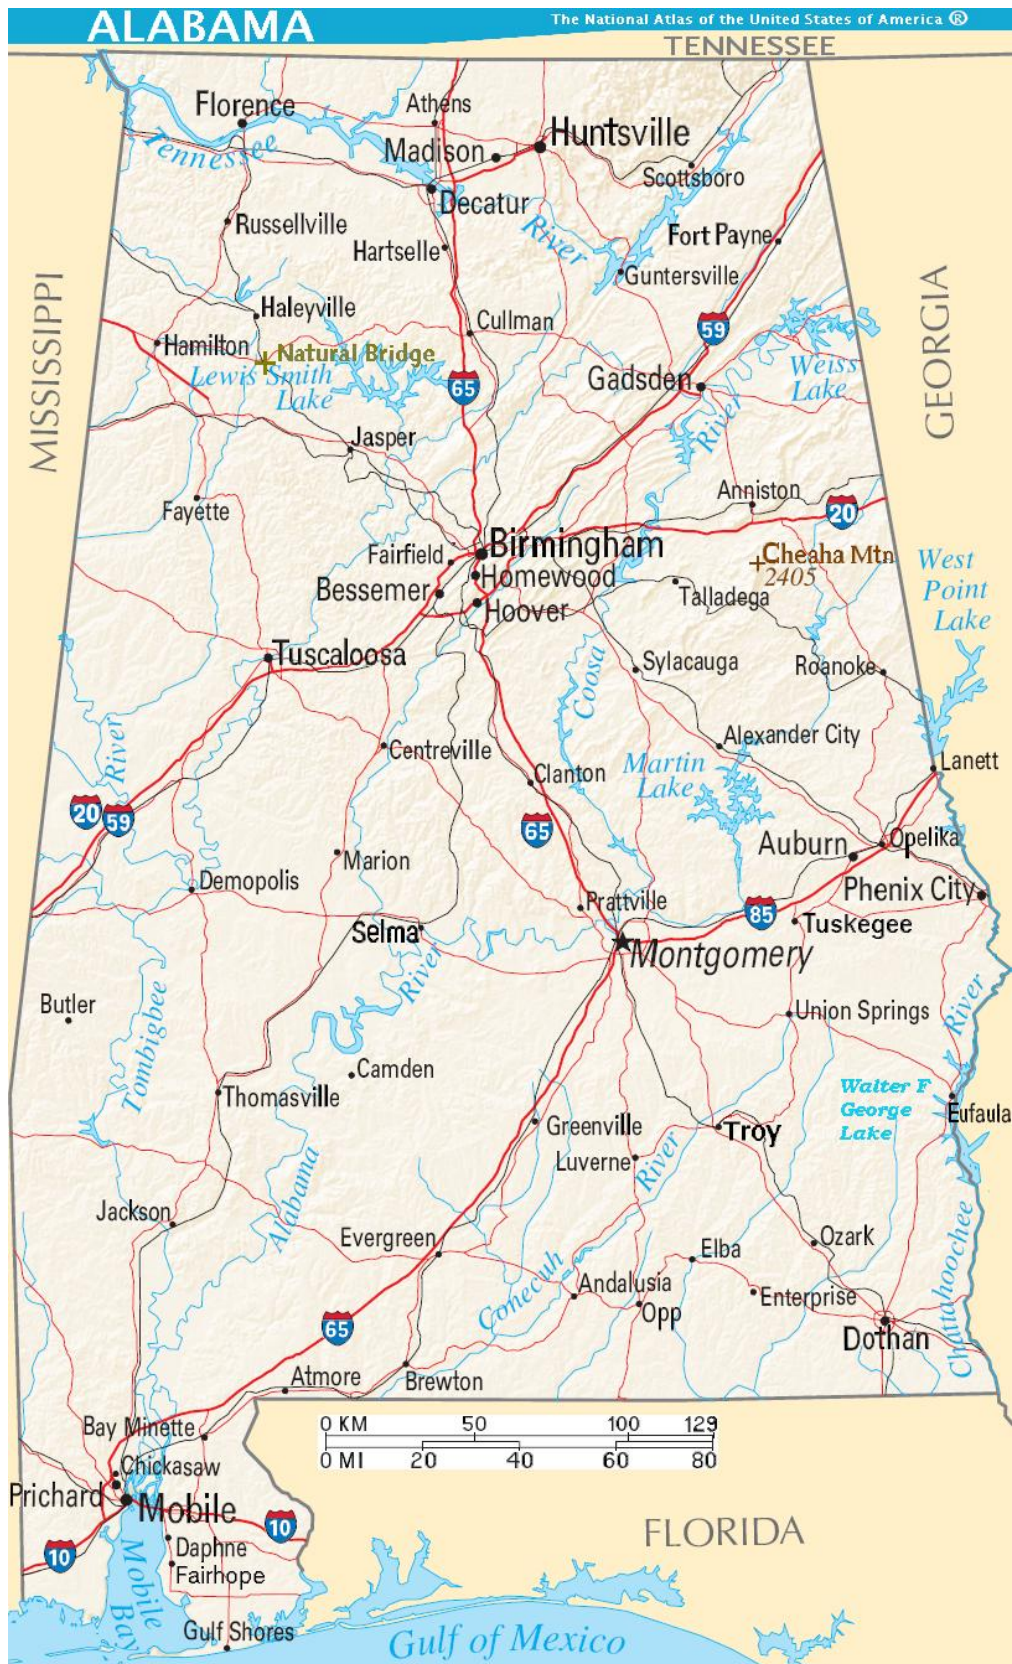 ALABAMA
The National Atlas of the United States of America ®
TENNESSEE
Florence
Athens
Huntsville
Madison
Tennessee
Scottsboro
Decatur
Russellville
River
Fort Payne
Hartselle
Guntersville
MISSISSIPPI
GEORGIA
Haleyville
Cullman
59
Hamilton
Natural Bridge
Lewis Smith
Lake
65
Weiss
Lake
Gadsden
River
Jasper
Anniston
Fayette
20
Birmingham
Fairfield
Cheaha Mtn
2405
West
Point
Lake
Homewood
Bessemer
Talladega
Hoover
Tuscaloosa
Sylacauga
Roanoke
Coosa
River
Alexander City
Centreville
Martin
Lake
Clanton
Lanett
20
59
65
Auburn
Opelika
Marion
Demopolis
Phenix City
Prattville
85
Tuskegee
Selma
Montgomery
River
River
Butler
Union Springs
Tombigbee
Camden
Walter F
George
Lake
Thomasville
Eufaula
Greenville
Troy
Luverne
River
Alabama
Jackson
Evergreen
Ozark
Elba
Conecuh
Andalusia
Enterprise
Opp
Chattahoochee
65
Dothan
Atmore
Brewton
Bay Minette
0 KM 50 100 129
0 MI 20 40 60 80
Chickasaw
Prichard
Mobile
10
FLORIDA
10
Daphne
Fairhope
Mobile
Bay
Gulf Shores
Gulf of Mexico